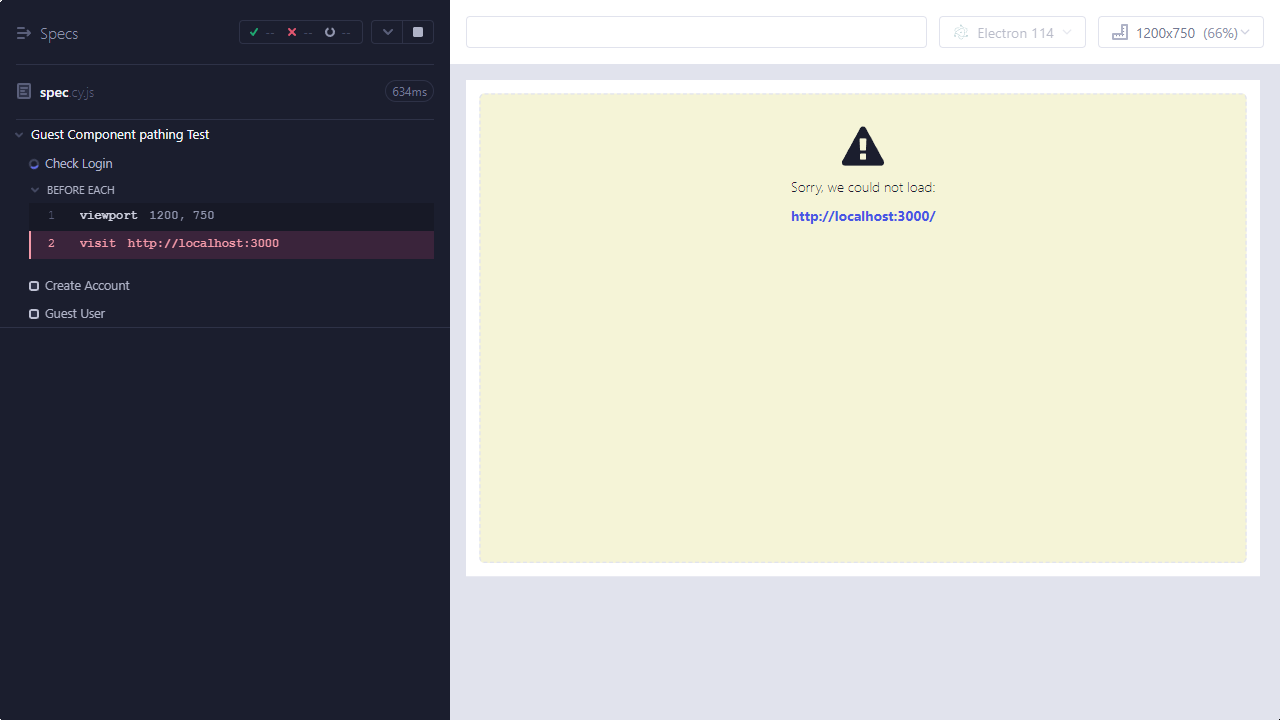 Specs
-- -- --
spec.cy.js 634ms
Guest Component pathing Test
Check Login
BEFORE EACH
1 viewport 1200, 750
2 visit http://localhost:3000
Create Account
Guest User
Electron 114
1200x750 (66%)
Sorry, we could not load:
http://localhost:3000/